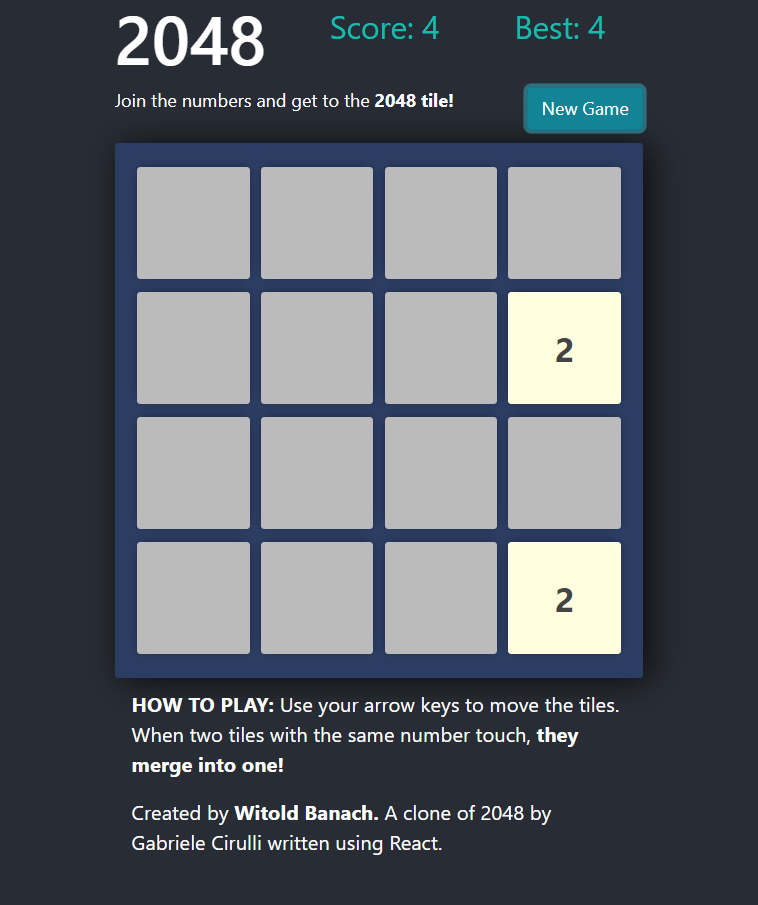 2048
Score: 4
Best: 4
Join the numbers and get to the 2048 tile!
New Game
2
2
HOW TO PLAY: Use your arrow keys to move the tiles.
When two tiles with the same number touch, they
merge into one!
Created by Witold Banach. A clone of 2048 by
Gabriele Cirulli written using React.